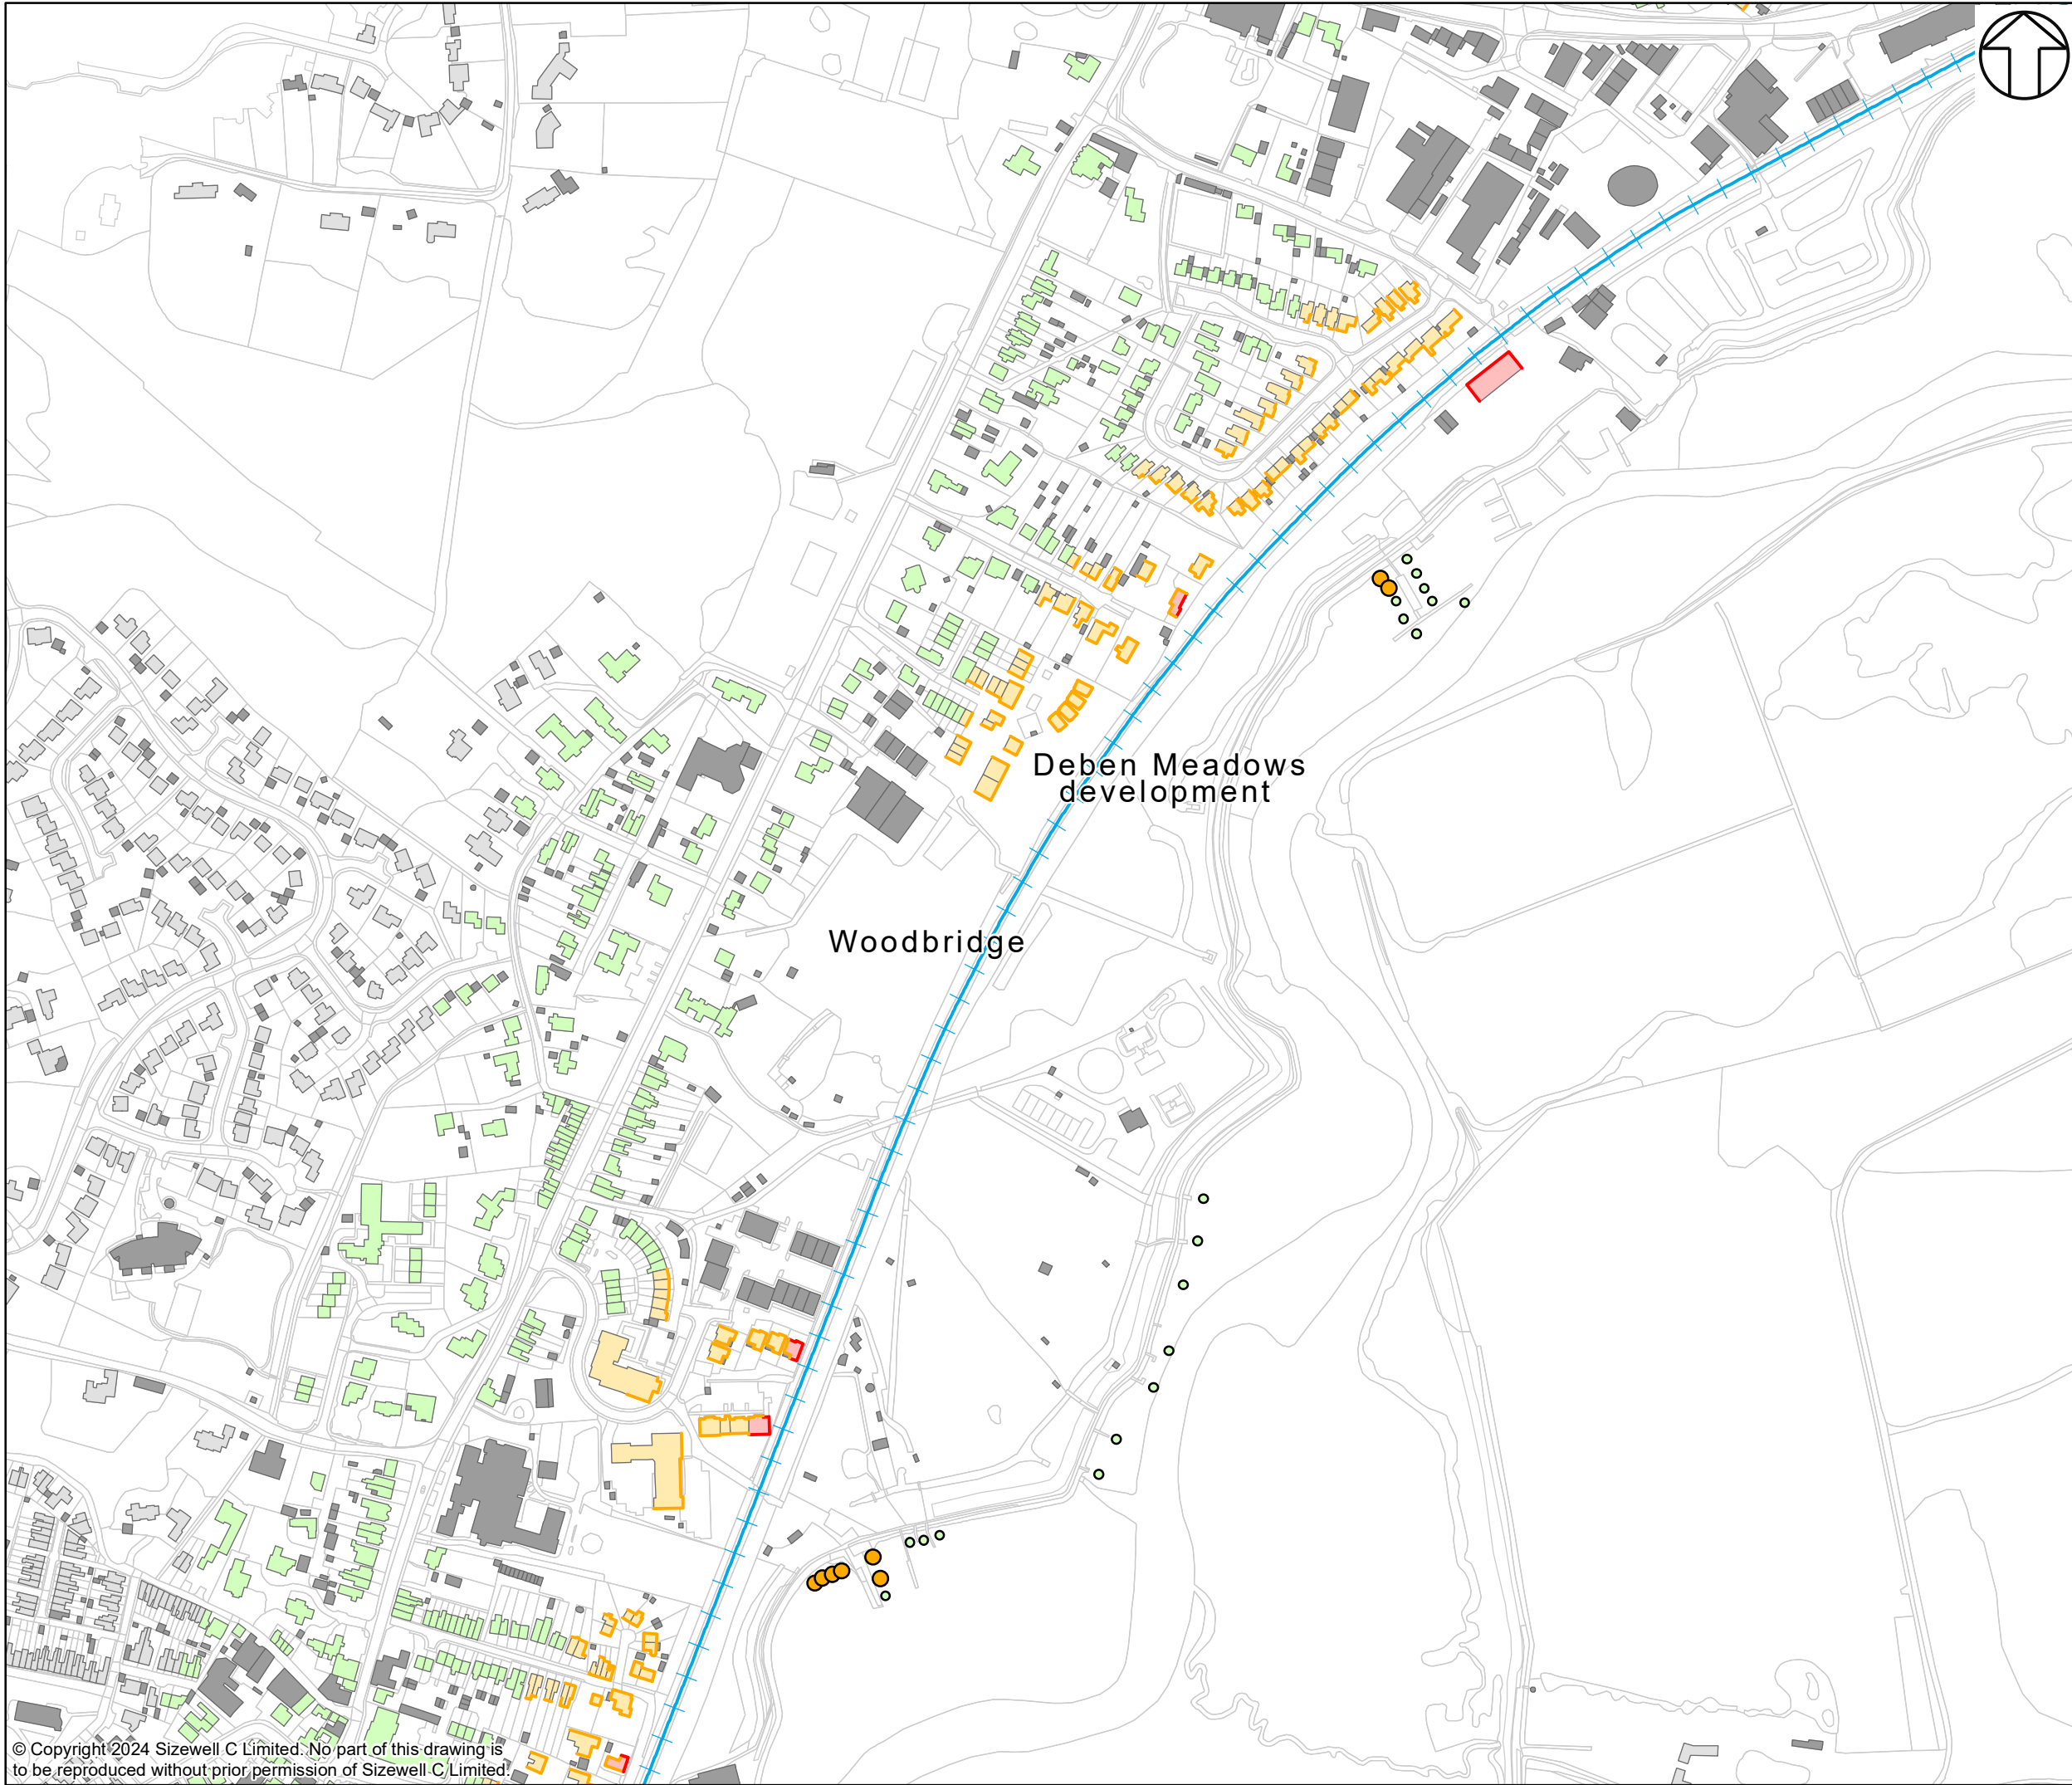 Deben Meadows
development
Woodbridge
© Copyright 2024 Sizewell C Limited. No part of this drawing is
to be reproduced without prior permission of Sizewell C Limited.